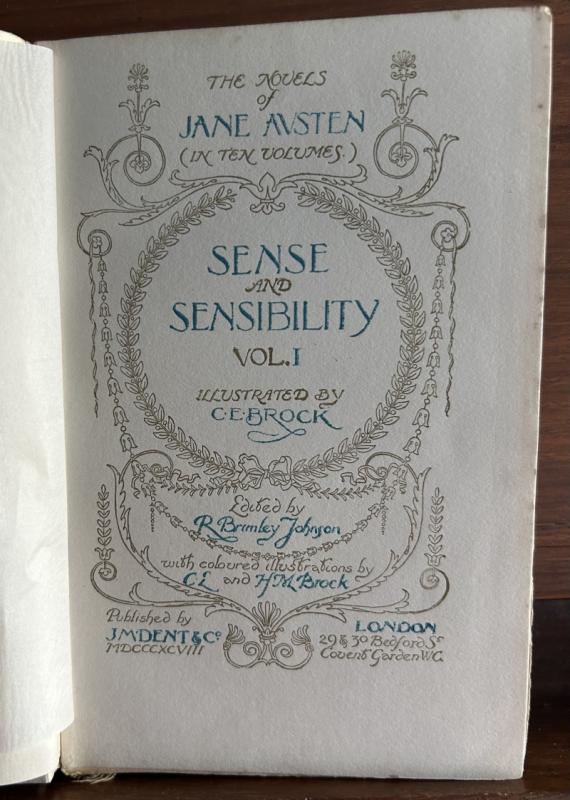 THE NOVELS
of
JANE AVSTEN
(IN TEN VOLUMES.)
SENSE
AND
SENSIBILITY
VOL.I
ILLUSTRATED BY
C·E·BROCK
Edited by
R Brimley Johnson
with coloured illustrations by
C.E and H M Brock
Published by
J.M.DENT & Co
MDCCCXCVIII
LONDON
29 & 30 Bedford St
Covent Garden W.C.